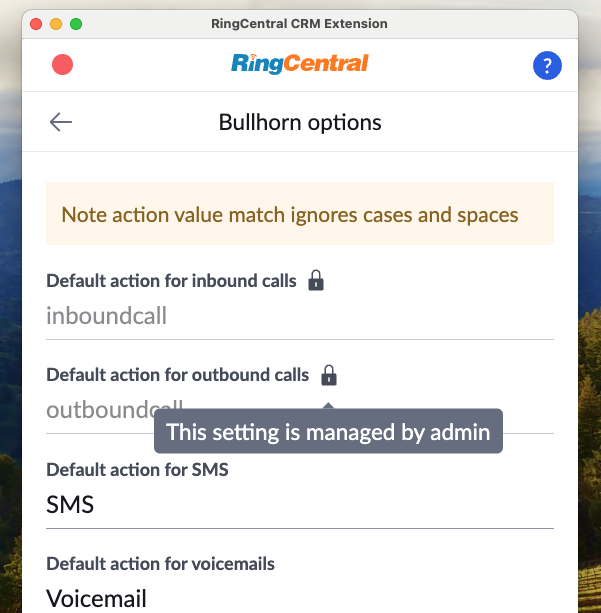 RingCentral CRM Extension
RingCentral
?
Bullhorn options
Note action value match ignores cases and spaces
Default action for inbound calls
inboundcall
Default action for outbound calls
outboundcall
This setting is managed by admin
Default action for SMS
SMS
Default action for voicemails
Voicemail